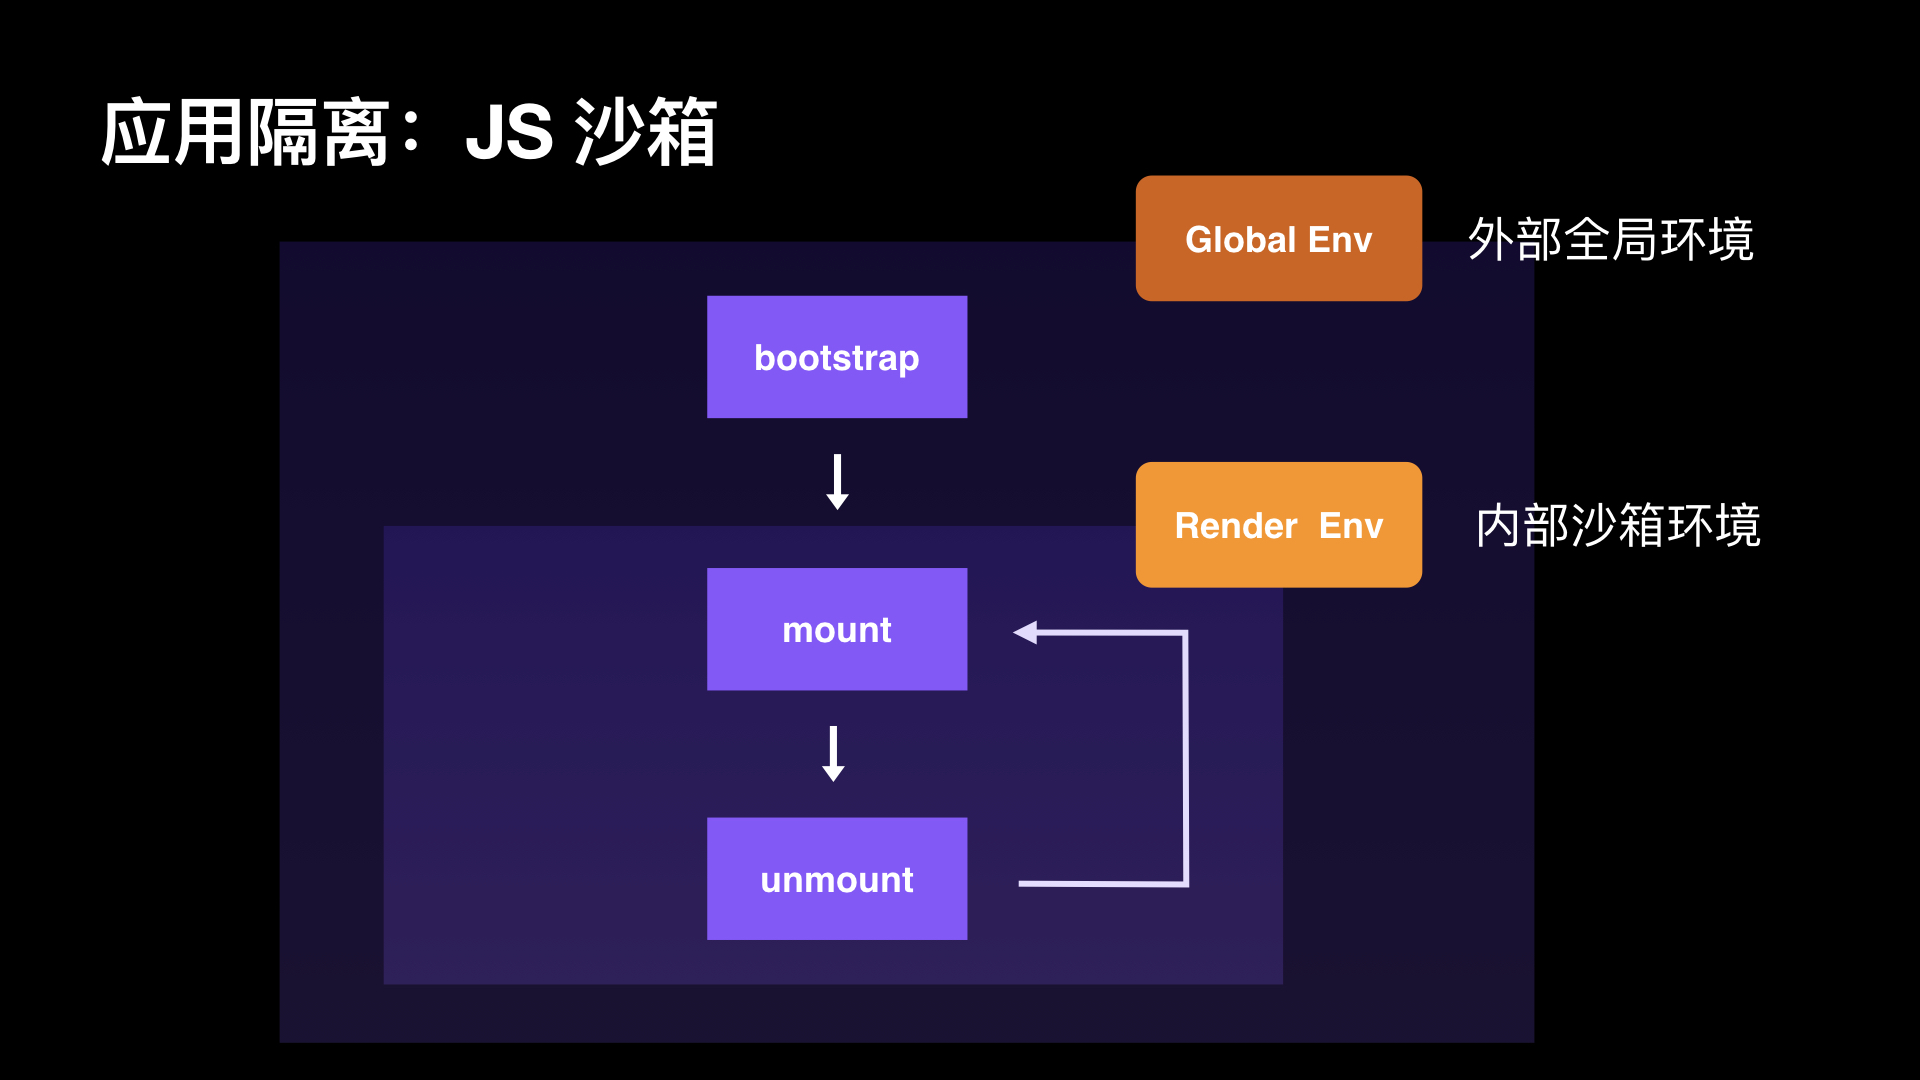 应用隔离：JS 沙箱
Global Env
外部全局环境
bootstrap
Render Env
内部沙箱环境
mount
unmount